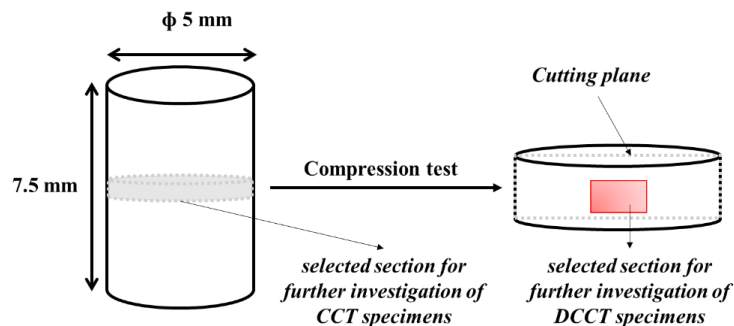 ϕ 5 mm
Cutting plane
7.5 mm
Compression test
selected section for
further investigation of
CCT specimens
selected section for
further investigation of
DCCT specimens